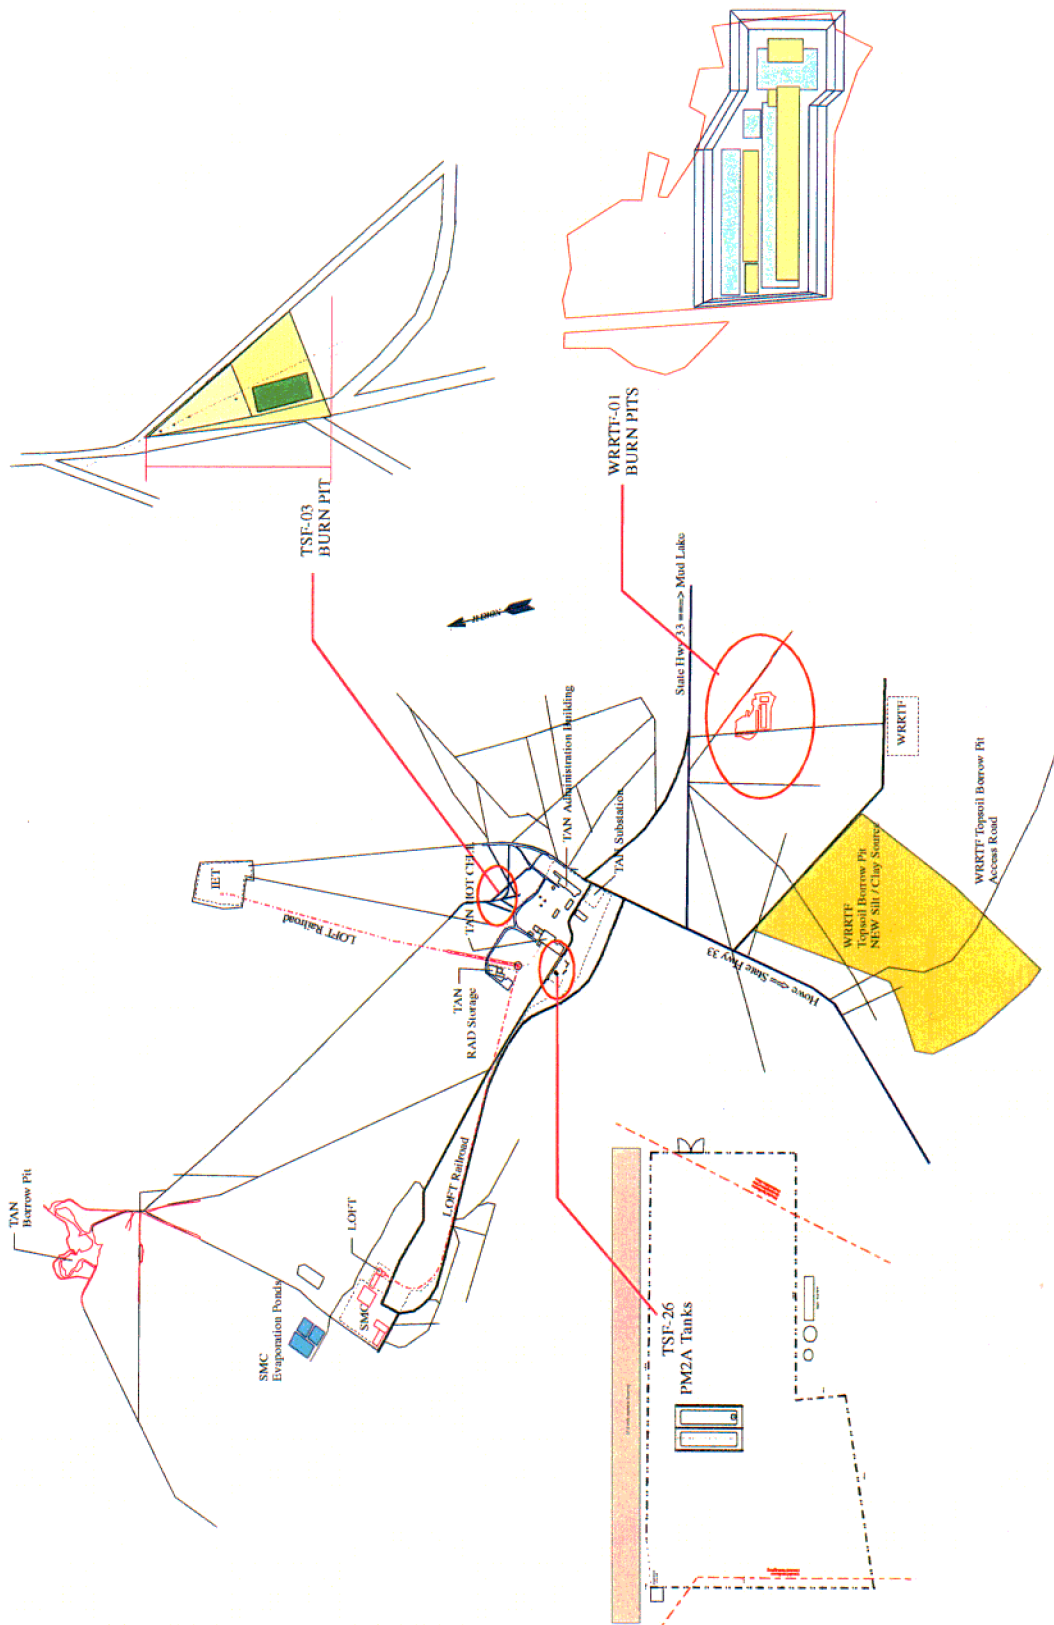 TAN
Borrow Pit
SMC
Evaporation Ponds
LOFT
SMC
LOFT Railroad
IET
LOFT Railroad
TAN
RAD Storage
TAN HOT CELL
TAN Administration Building
TAN Substation
NORTH
TSF-03
BURN PIT
WRRTF-01
BURN PITS
State Hwy 33 ===> Mud Lake
Howe <== State Hwy 33
WRRTF
WRRTF
Topsoil Borrow Pit
NEW Silt / Clay Source
WRRTF Topsoil Borrow Pit
Access Road
TSF-26
PM2A Tanks